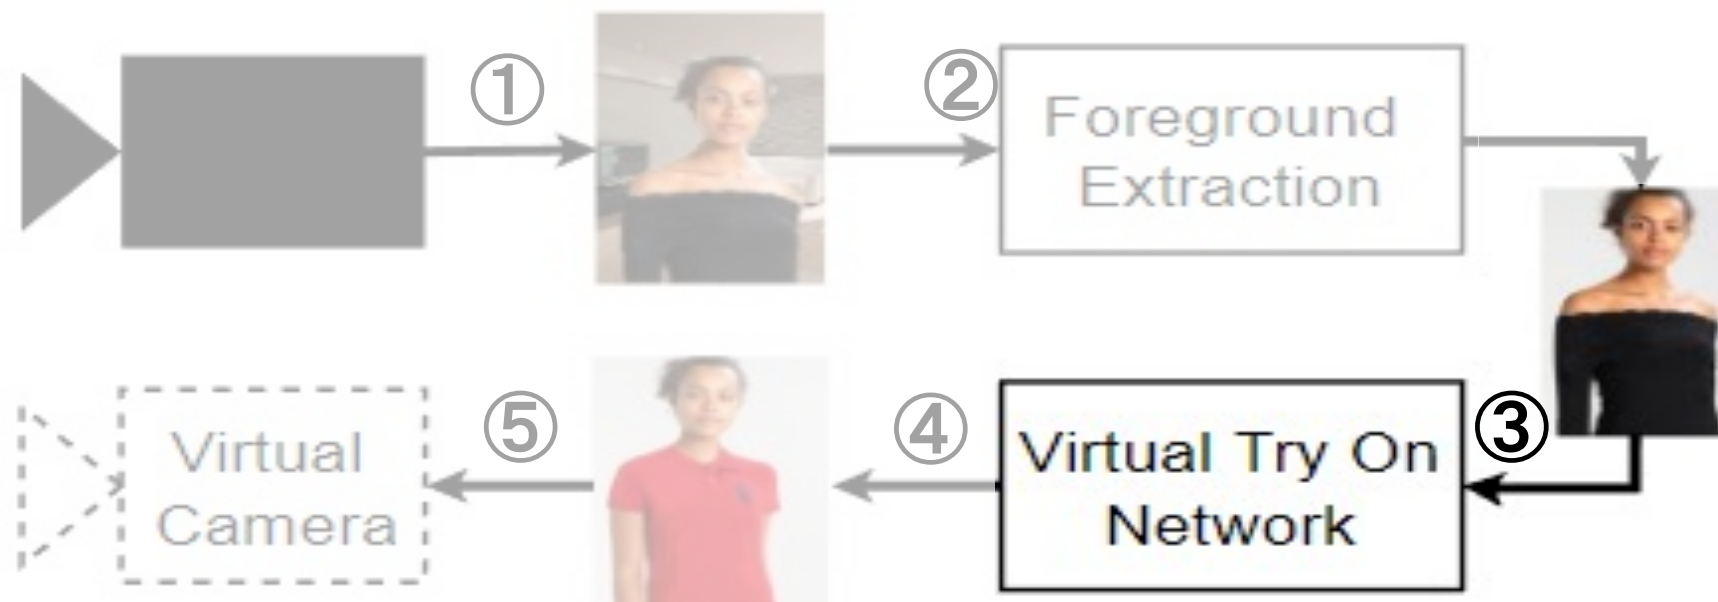 ①
②
Foreground
Extraction
③
Virtual Try On
Network
④
⑤
Virtual
Camera